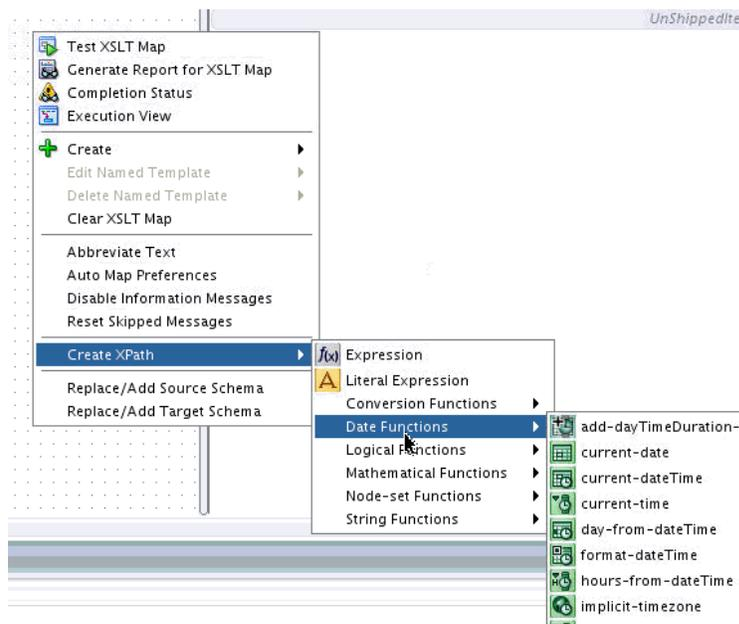 UnShippedIte
Test XSLT Map
Generate Report for XSLT Map
Completion Status
Execution View
Create
Edit Named Template
Delete Named Template
Clear XSLT Map
Abbreviate Text
Auto Map Preferences
Disable Information Messages
Reset Skipped Messages
Create XPath
Replace/Add Source Schema
Replace/Add Target Schema
f(x) Expression
A Literal Expression
Conversion Functions
Date Functions
Logical Functions
Mathematical Functions
Node-set Functions
String Functions
add-dayTimeDuration-
current-date
current-dateTime
current-time
day-from-dateTime
format-dateTime
hours-from-dateTime
implicit-timezone